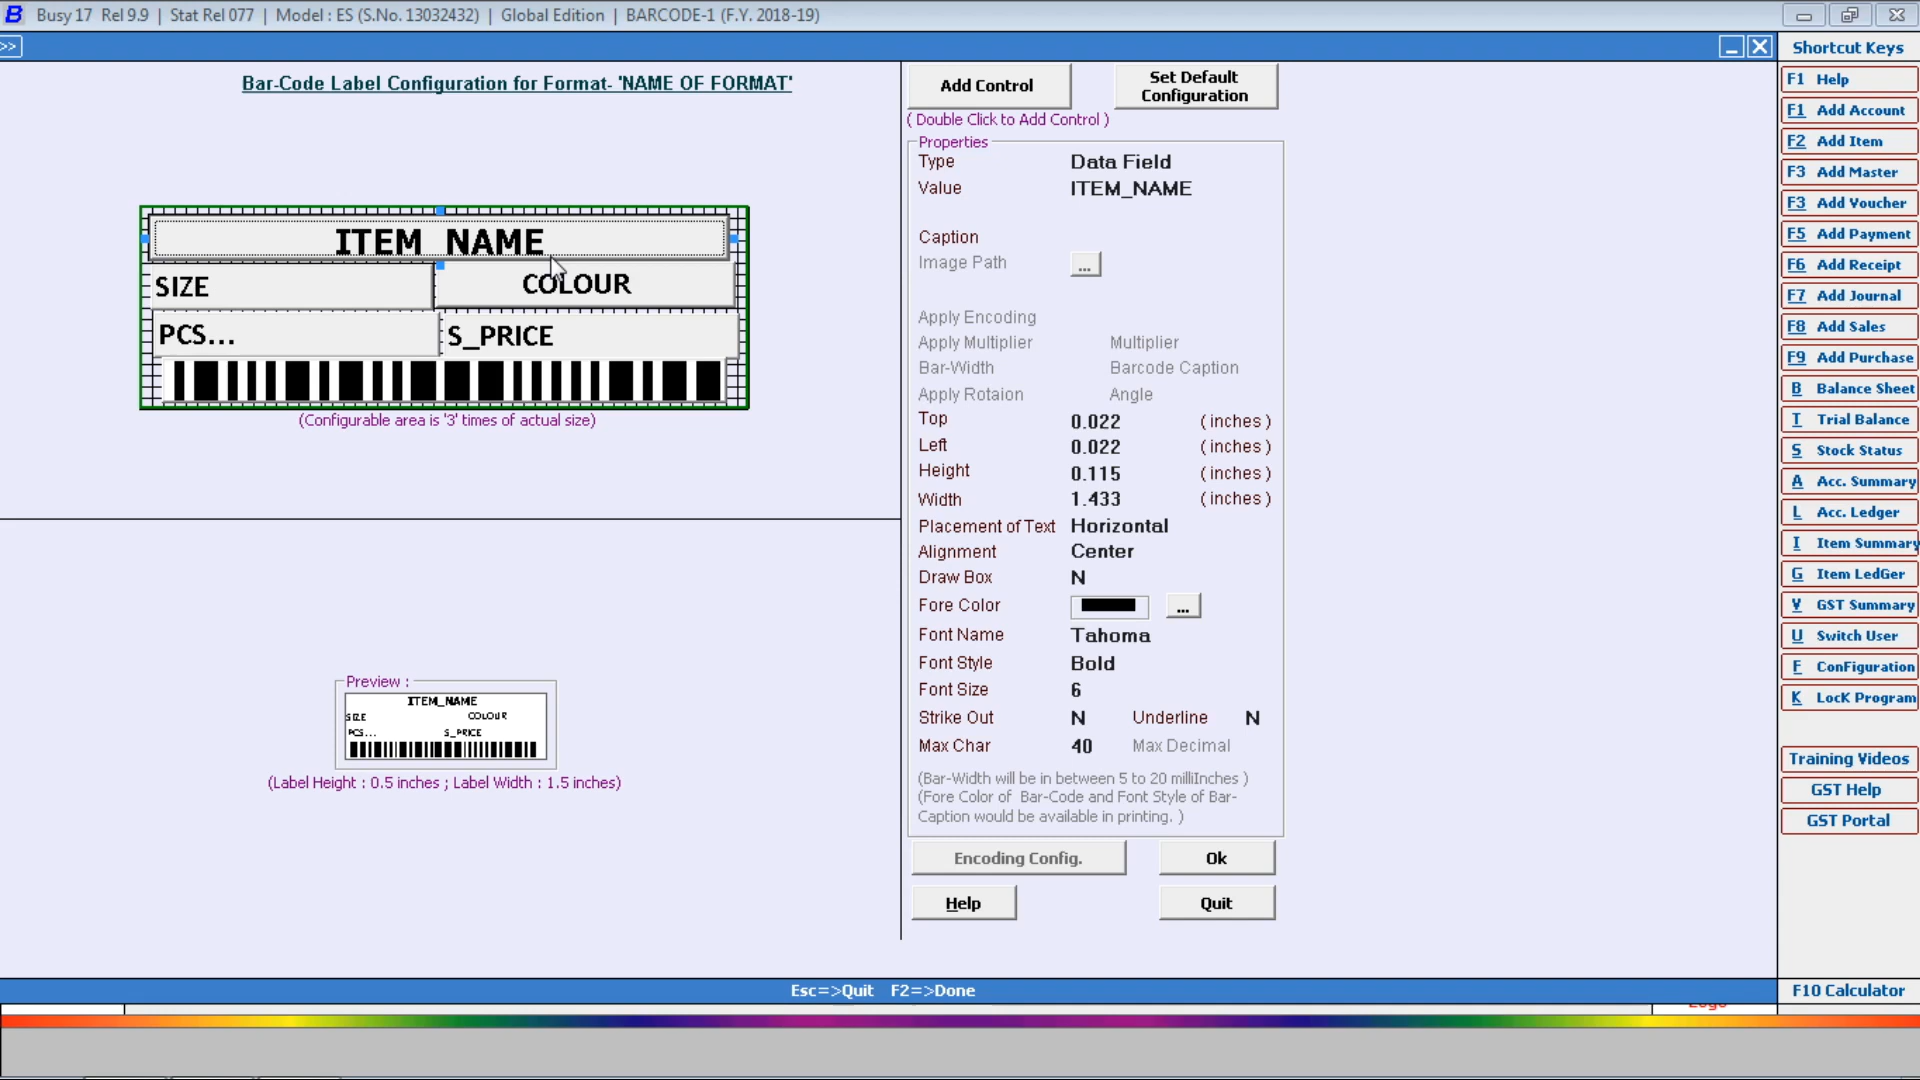 Busy 17 Rel 9.9 | Stat Rel 077 | Model : ES (S.No. 13032432) | Global Edition | BARCODE-1 (F.Y. 2018-19)
>>
Bar-Code Label Configuration for Format- 'NAME OF FORMAT'
ITEM_NAME
SIZE COLOUR
PCS... S_PRICE
(Configurable area is '3' times of actual size)
Preview :
ITEM_NAME
SIZE COLOUR
PCS... S_PRICE
(Label Height : 0.5 inches ; Label Width : 1.5 inches)
Add Control
Set Default
Configuration
( Double Click to Add Control )
Properties
Type Data Field
Value ITEM_NAME
Caption
Image Path ...
Apply Encoding
Apply Multiplier Multiplier
Bar-Width Barcode Caption
Apply Rotaion Angle
Top 0.022 ( inches )
Left 0.022 ( inches )
Height 0.115 ( inches )
Width 1.433 ( inches )
Placement of Text Horizontal
Alignment Center
Draw Box N
Fore Color ...
Font Name Tahoma
Font Style Bold
Font Size 6
Strike Out N Underline N
Max Char 40 Max Decimal
(Bar-Width will be in between 5 to 20 milliInches )
(Fore Color of Bar-Code and Font Style of Bar-
Caption would be available in printing. )
Encoding Config. Ok
Help Quit
Esc=>Quit F2=>Done
Shortcut Keys
F1 Help
F1 Add Account
F2 Add Item
F3 Add Master
F3 Add Voucher
F5 Add Payment
F6 Add Receipt
F7 Add Journal
F8 Add Sales
F9 Add Purchase
B Balance Sheet
T Trial Balance
S Stock Status
A Acc. Summary
L Acc. Ledger
I Item Summary
G Item LedGer
V GST Summary
U Switch User
F ConFiguration
K LocK Program
Training Videos
GST Help
GST Portal
F10 Calculator